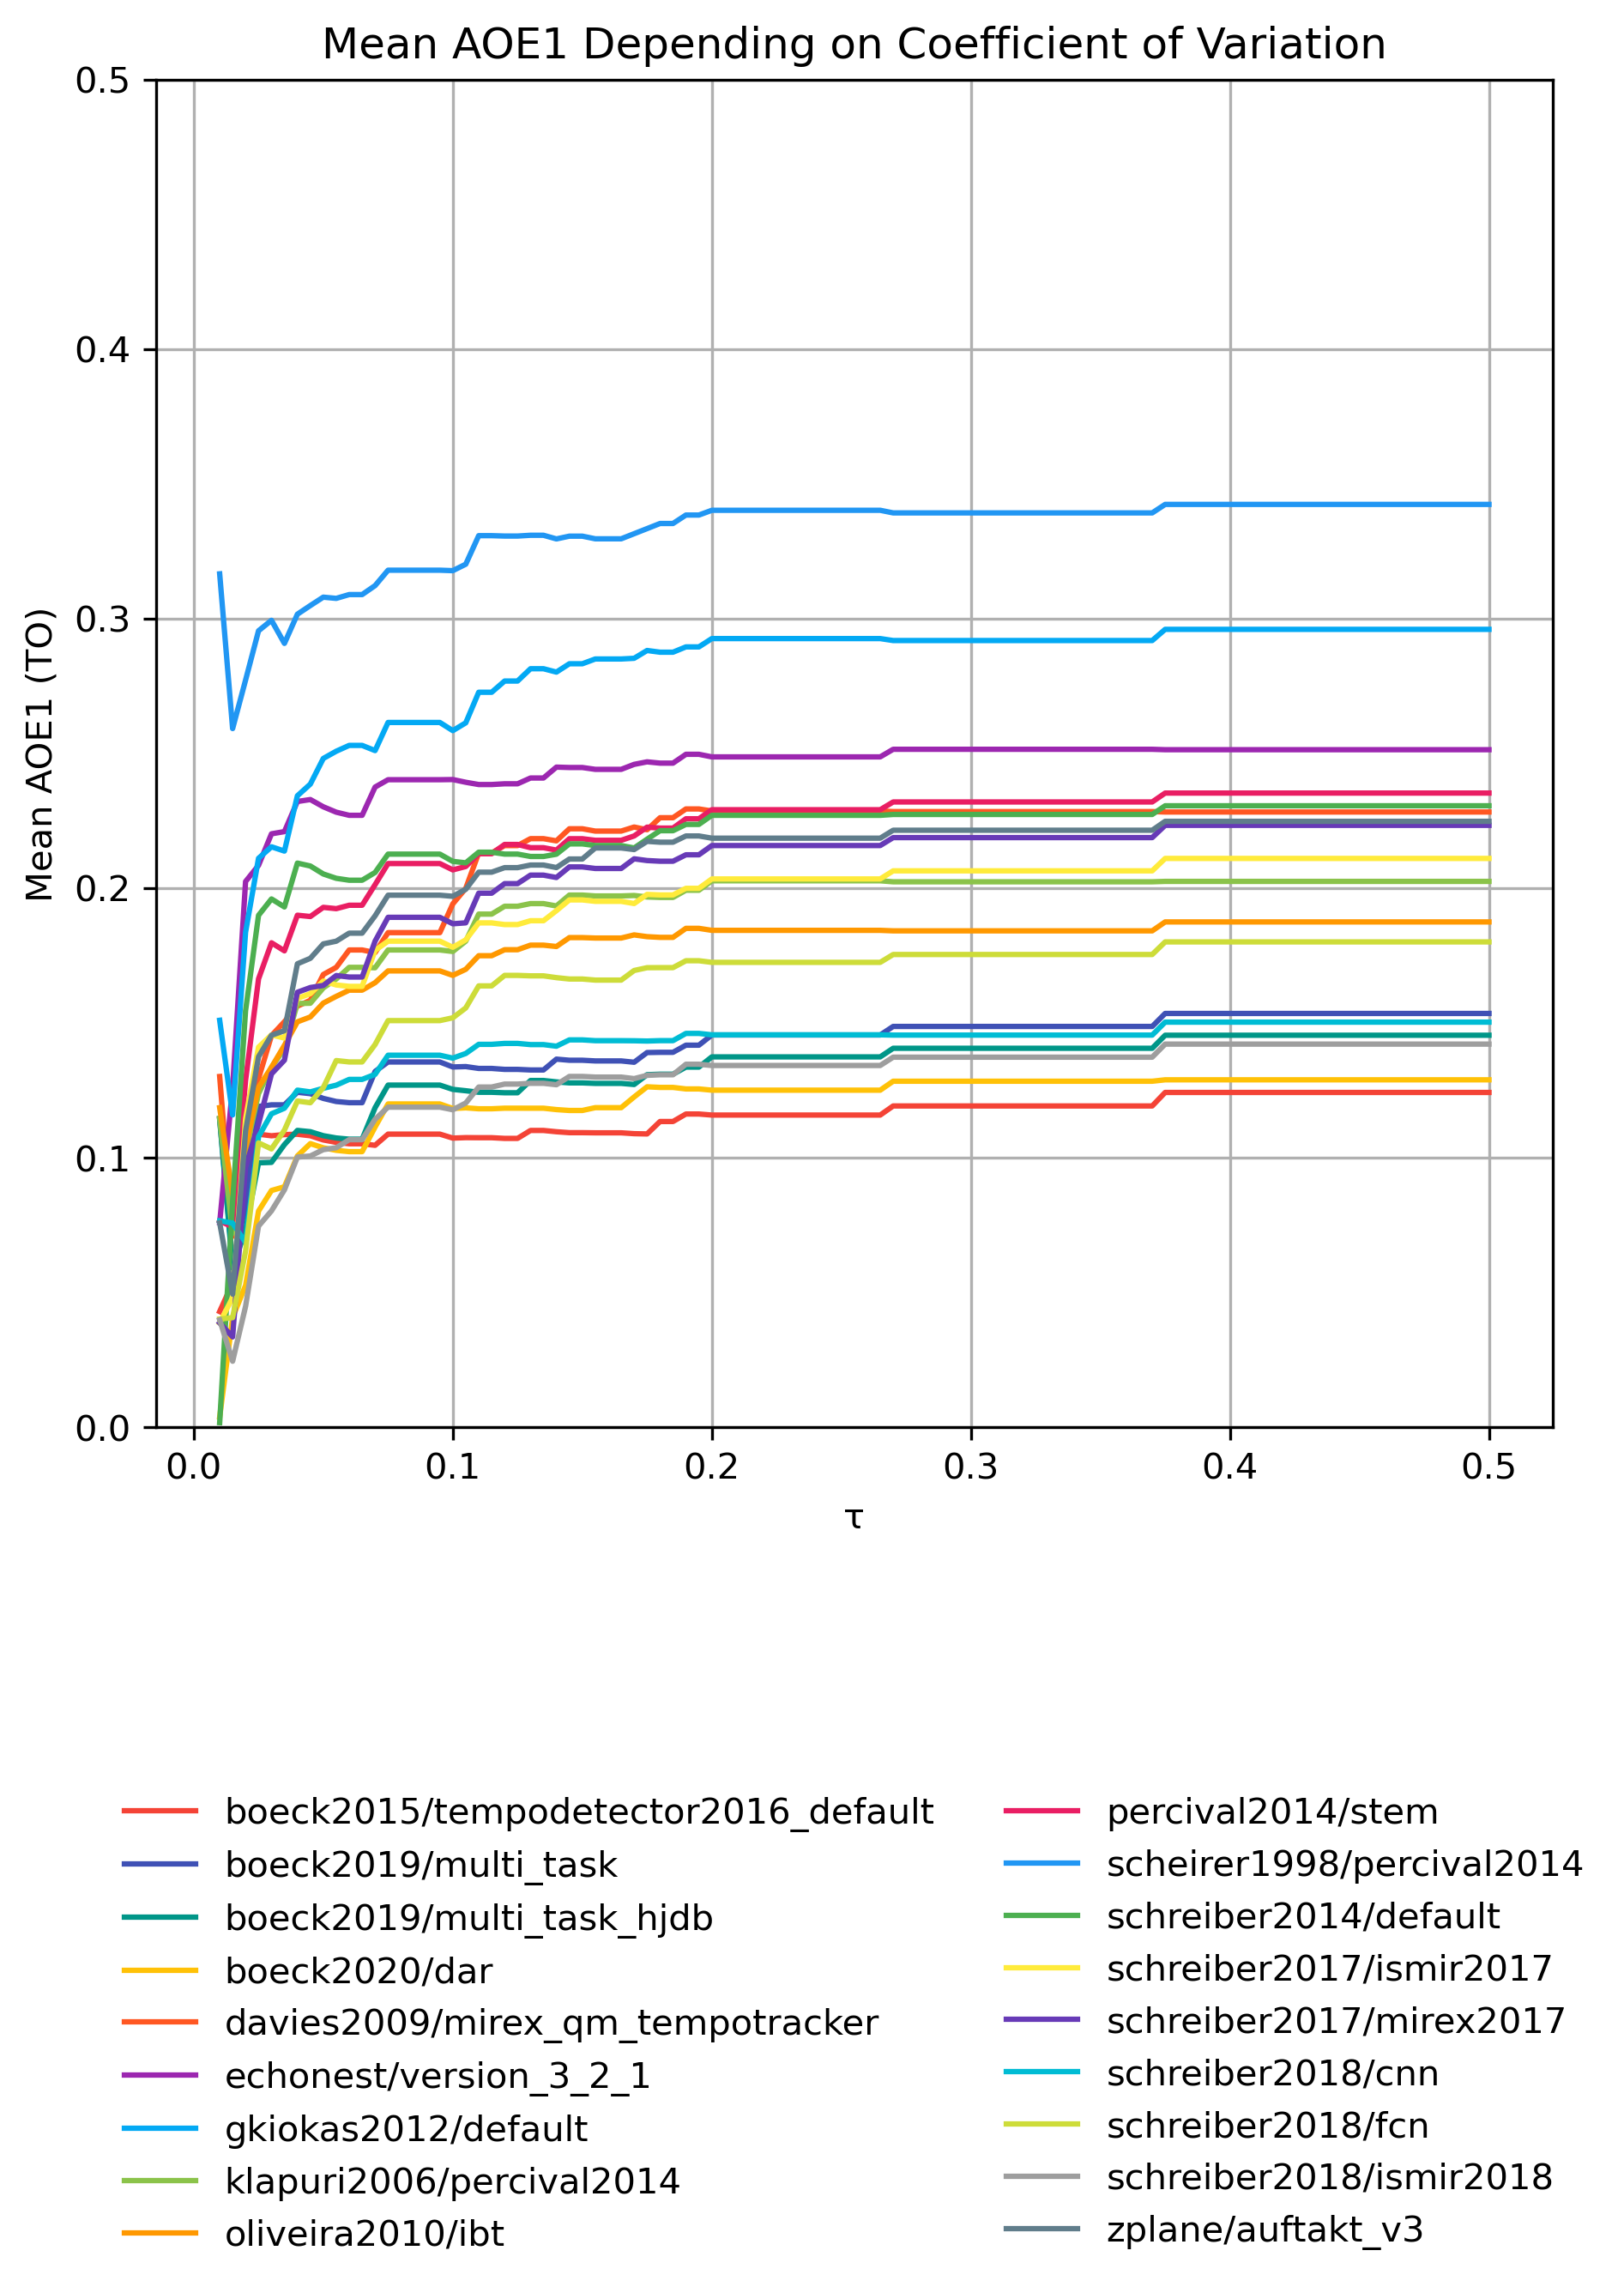 Mean AOE1 Depending on Coefficient of Variation
Mean AOE1 (TO)
0.5
0.4
0.3
0.2
0.1
0.0
0.0 0.1 0.2 0.3 0.4 0.5
τ
boeck2015/tempodetector2016_default
boeck2019/multi_task
boeck2019/multi_task_hjdb
boeck2020/dar
davies2009/mirex_qm_tempotracker
echonest/version_3_2_1
gkiokas2012/default
klapuri2006/percival2014
oliveira2010/ibt
percival2014/stem
scheirer1998/percival2014
schreiber2014/default
schreiber2017/ismir2017
schreiber2017/mirex2017
schreiber2018/cnn
schreiber2018/fcn
schreiber2018/ismir2018
zplane/auftakt_v3